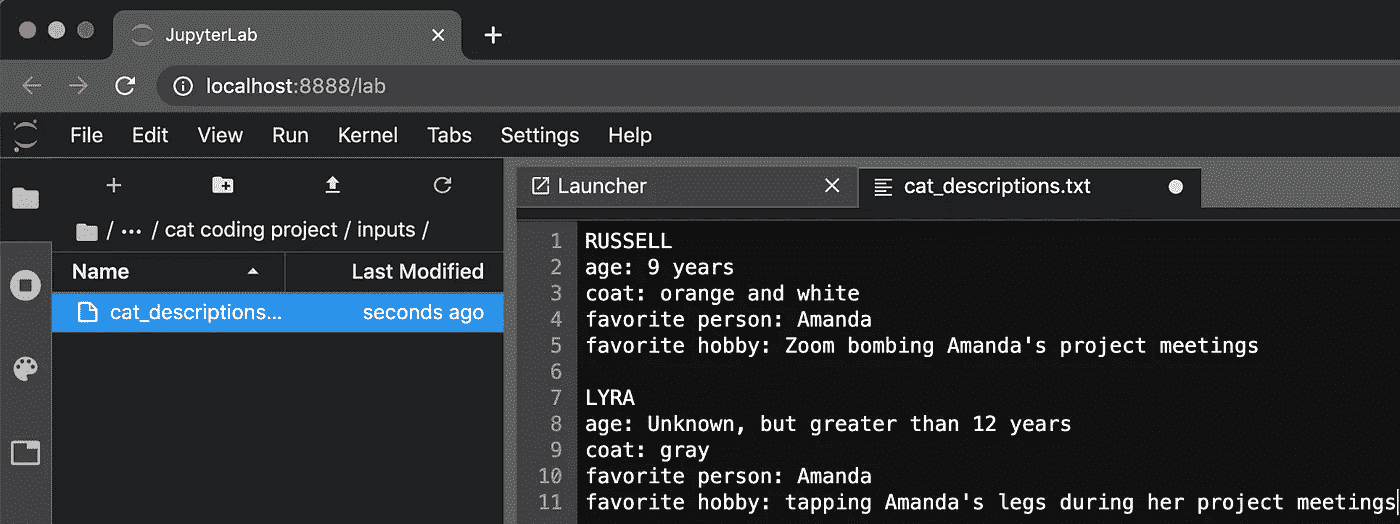 JupyterLab
localhost:8888/lab
File Edit View Run Kernel Tabs Settings Help
/ ··· / cat coding project / inputs /
Name Last Modified
cat_descriptions... seconds ago
Launcher
cat_descriptions.txt
1 RUSSELL
2 age: 9 years
3 coat: orange and white
4 favorite person: Amanda
5 favorite hobby: Zoom bombing Amanda's project meetings
6
7 LYRA
8 age: Unknown, but greater than 12 years
9 coat: gray
10 favorite person: Amanda
11 favorite hobby: tapping Amanda's legs during her project meetings